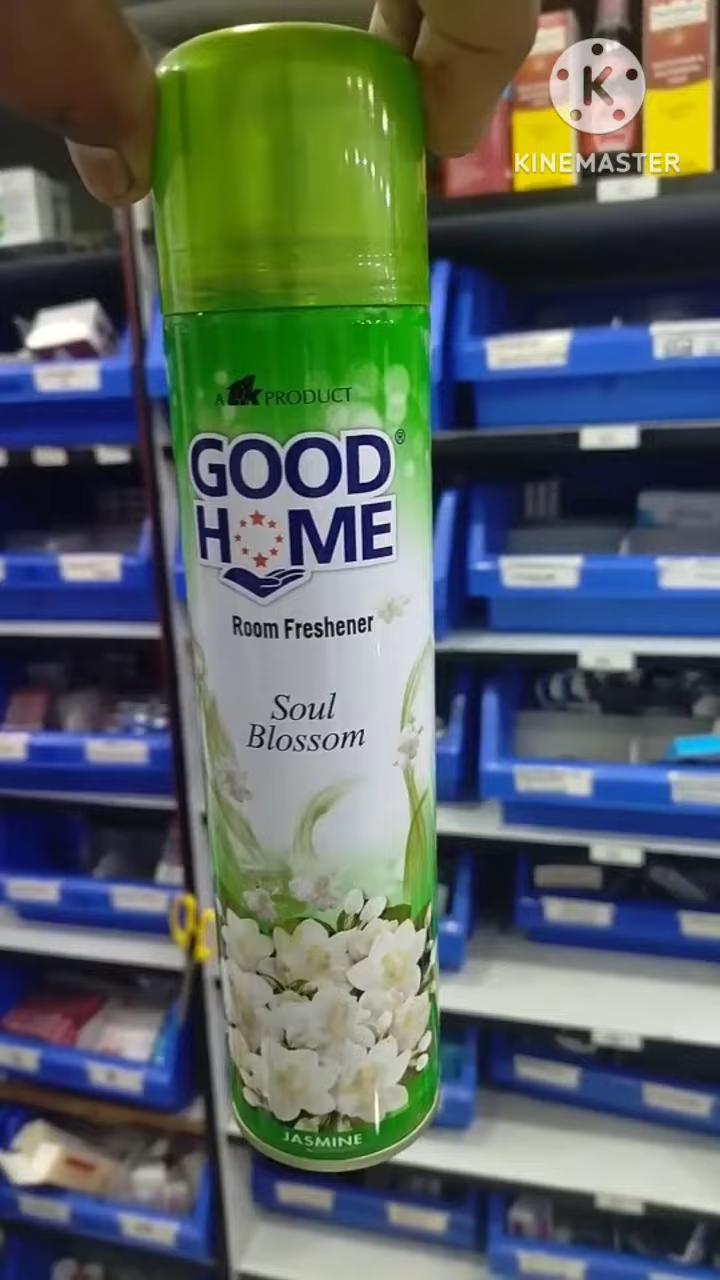 KINEMASTER
A PRODUCT
GOOD
HOME
Room Freshener
Soul
Blossom
JASMINE